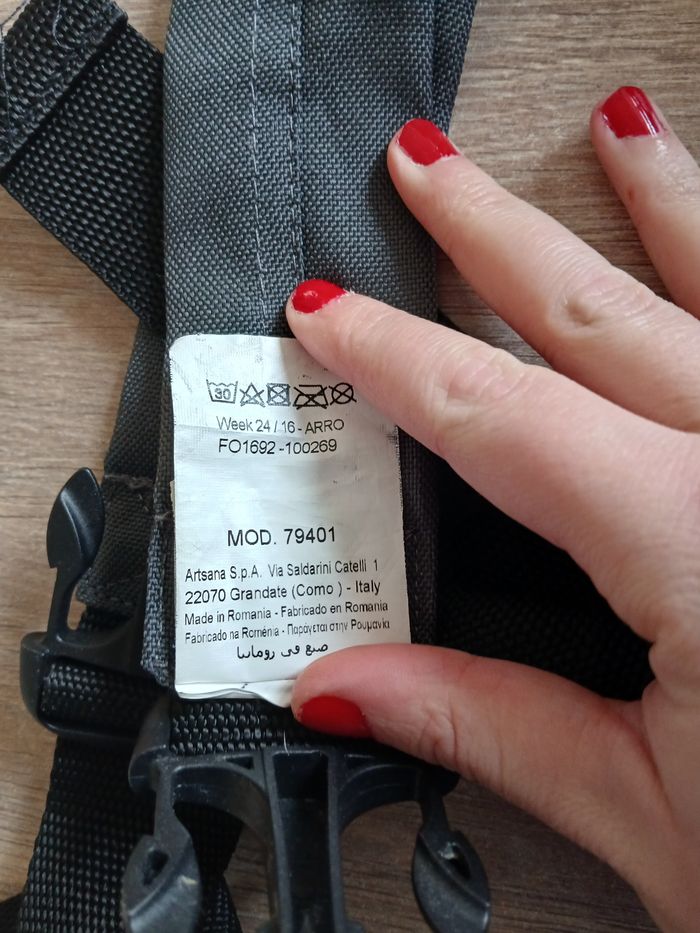 30
Week 24 / 16 - ARRO
FO1692 -100269
MOD. 79401
Artsana S.p.A. Via Saldarini Catelli 1
22070 Grandate (Como ) - Italy
Made in Romania - Fabricado en Romania
Fabricado na Roménia - Παράγεται στην Ρουμανία
صنع في رومانيا